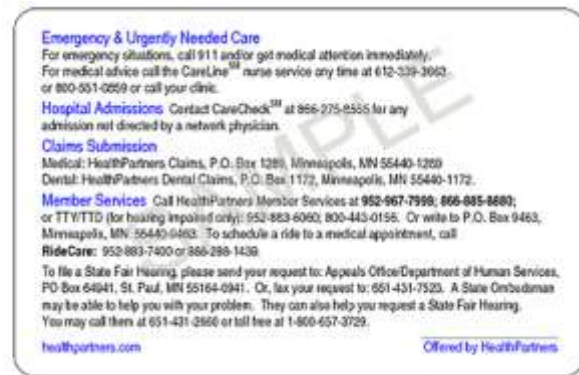 Emergency & Urgently Needed Care
For emergency situations, call 911 and/or get medical attention immediately.
For medical advice call the CareLine℠ nurse service any time at 612-339-3663
or 800-551-0859 or call your clinic.
Hospital Admissions Contact CareCheck℠ at 866-275-8555 for any
admission not directed by a network physician.
Claims Submission
Medical: HealthPartners Claims, P.O. Box 1289, Minneapolis, MN 55440-1289
Dental: HealthPartners Dental Claims, P.O. Box 1172, Minneapolis, MN 55440-1172.
Member Services Call HealthPartners Member Services at 952-967-7998; 866-885-8880;
or TTY/TTD (for hearing impaired only): 952-883-6060; 800-443-0156. Or write to P.O. Box 9463,
Minneapolis, MN 55440-9463. To schedule a ride to a medical appointment, call
RideCare: 952-883-7400 or
To file a State Fair Hearing, please send your request to: Appeals Office/Department of Human Services,
PO Box 64941, St. Paul, MN 55164-0941. Or, fax your request to: 651-431-7523. A State Ombudsman
may be able to help you with your problem. They can also help you request a State Fair Hearing.
You may call them at 651-431-2660 or toll free at 1-800-657-3729.
healthpartners.com Offered by HealthPartners
SAMPLE